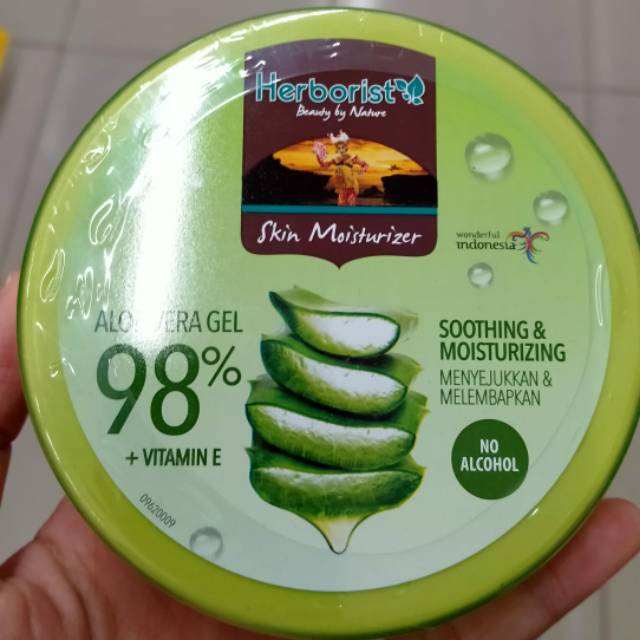 Herborist
Beauty by Nature
Skin Moisturizer
wonderful
indonesia
ALOE VERA GEL
98%
+ VITAMIN E
SOOTHING &
MOISTURIZING
MENYEJUKKAN &
MELEMBAPKAN
NO
ALCOHOL
09620009